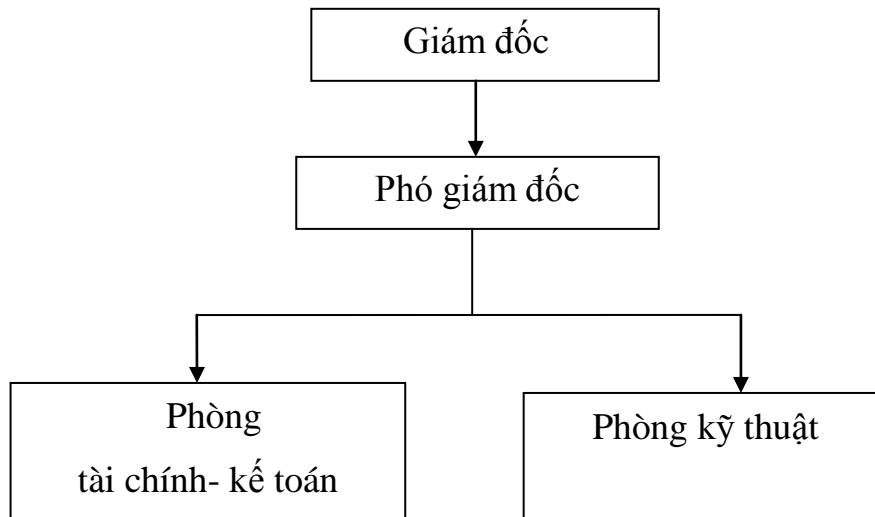 Giám đốc
Phó giám đốc
Phòng
tài chính- kế toán
Phòng kỹ thuật